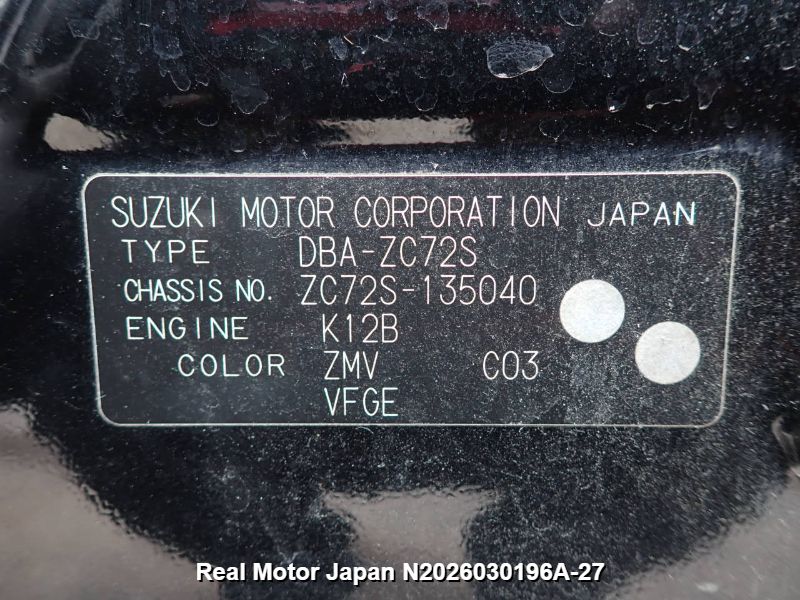 SUZUKI MOTOR CORPORATION JAPAN
TYPE DBA-ZC72S
CHASSIS NO. ZC72S-135040
ENGINE K12B
COLOR ZMV C03
VFGE
Real Motor Japan N2026030196A-27